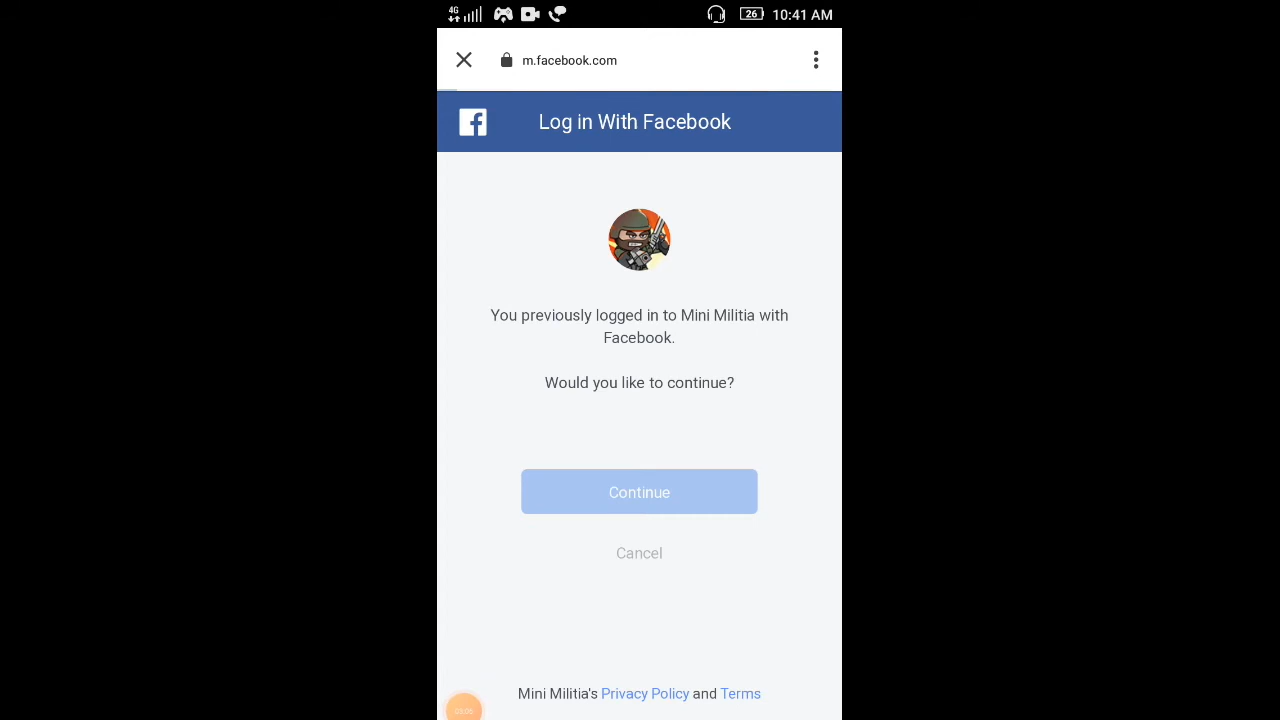 4G 26 10:41 AM
m.facebook.com
Log in With Facebook
You previously logged in to Mini Militia with
Facebook.
Would you like to continue?
Continue
Cancel
Mini Militia's Privacy Policy and Terms